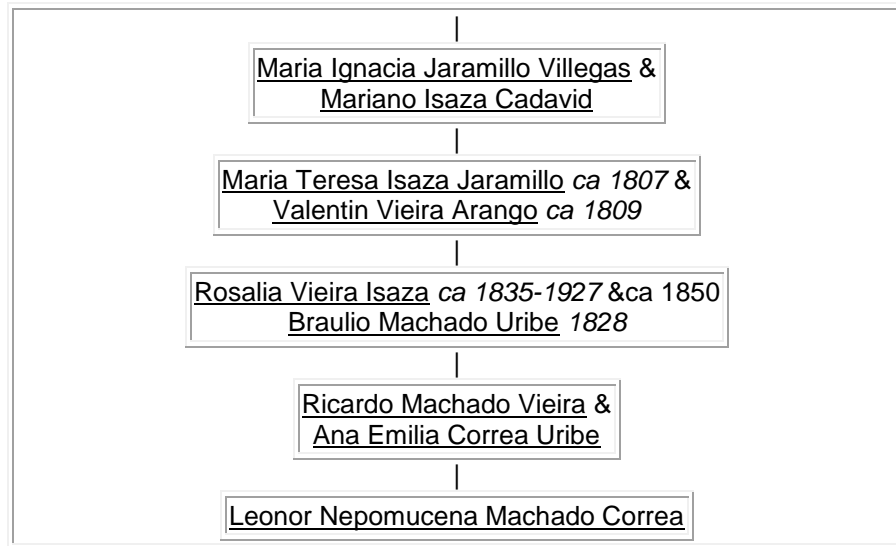 Maria Ignacia Jaramillo Villegas &
Mariano Isaza Cadavid
Maria Teresa Isaza Jaramillo ca 1807 &
Valentin Vieira Arango ca 1809
Rosalia Vieira Isaza ca 1835-1927 &ca 1850
Braulio Machado Uribe 1828
Ricardo Machado Vieira &
Ana Emilia Correa Uribe
Leonor Nepomucena Machado Correa